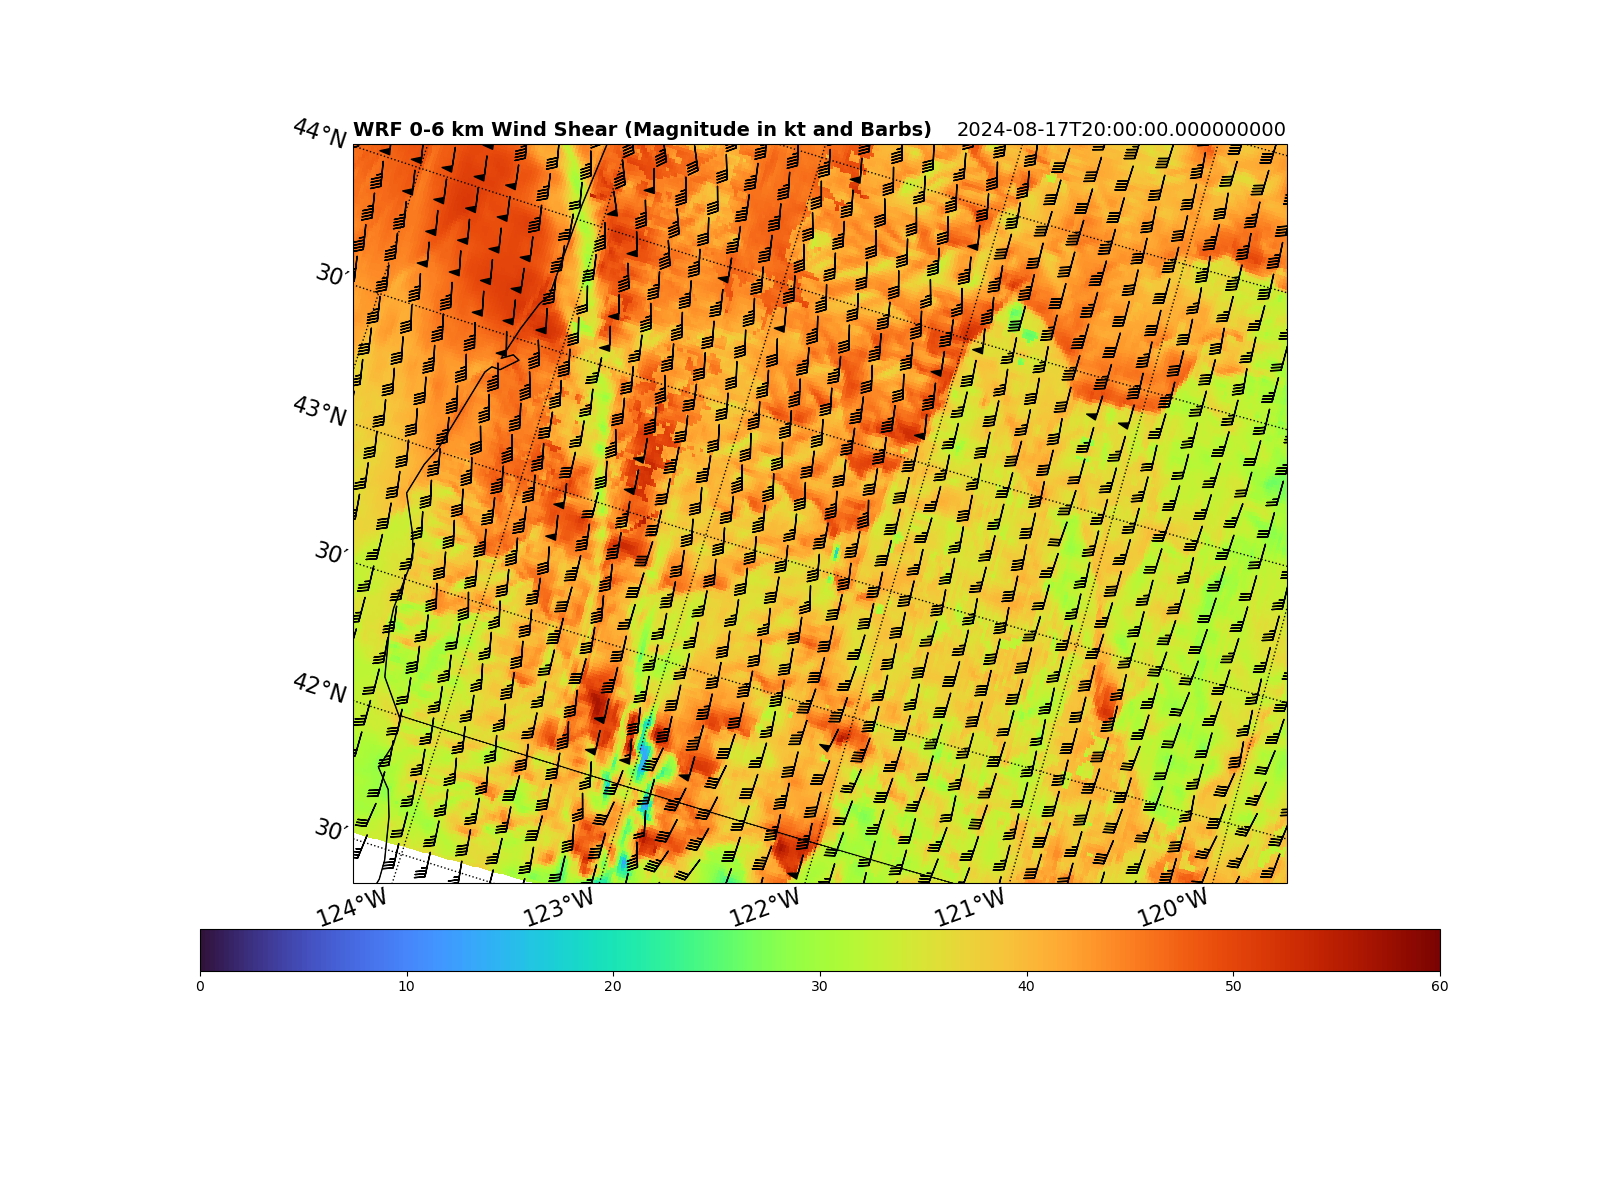 WRF 0-6 km Wind Shear (Magnitude in kt and Barbs) 2024-08-17T20:00:00.000000000
44°N
30′
43°N
30′
42°N
30′
124°W 123°W 122°W 121°W 120°W
0 10 20 30 40 50 60